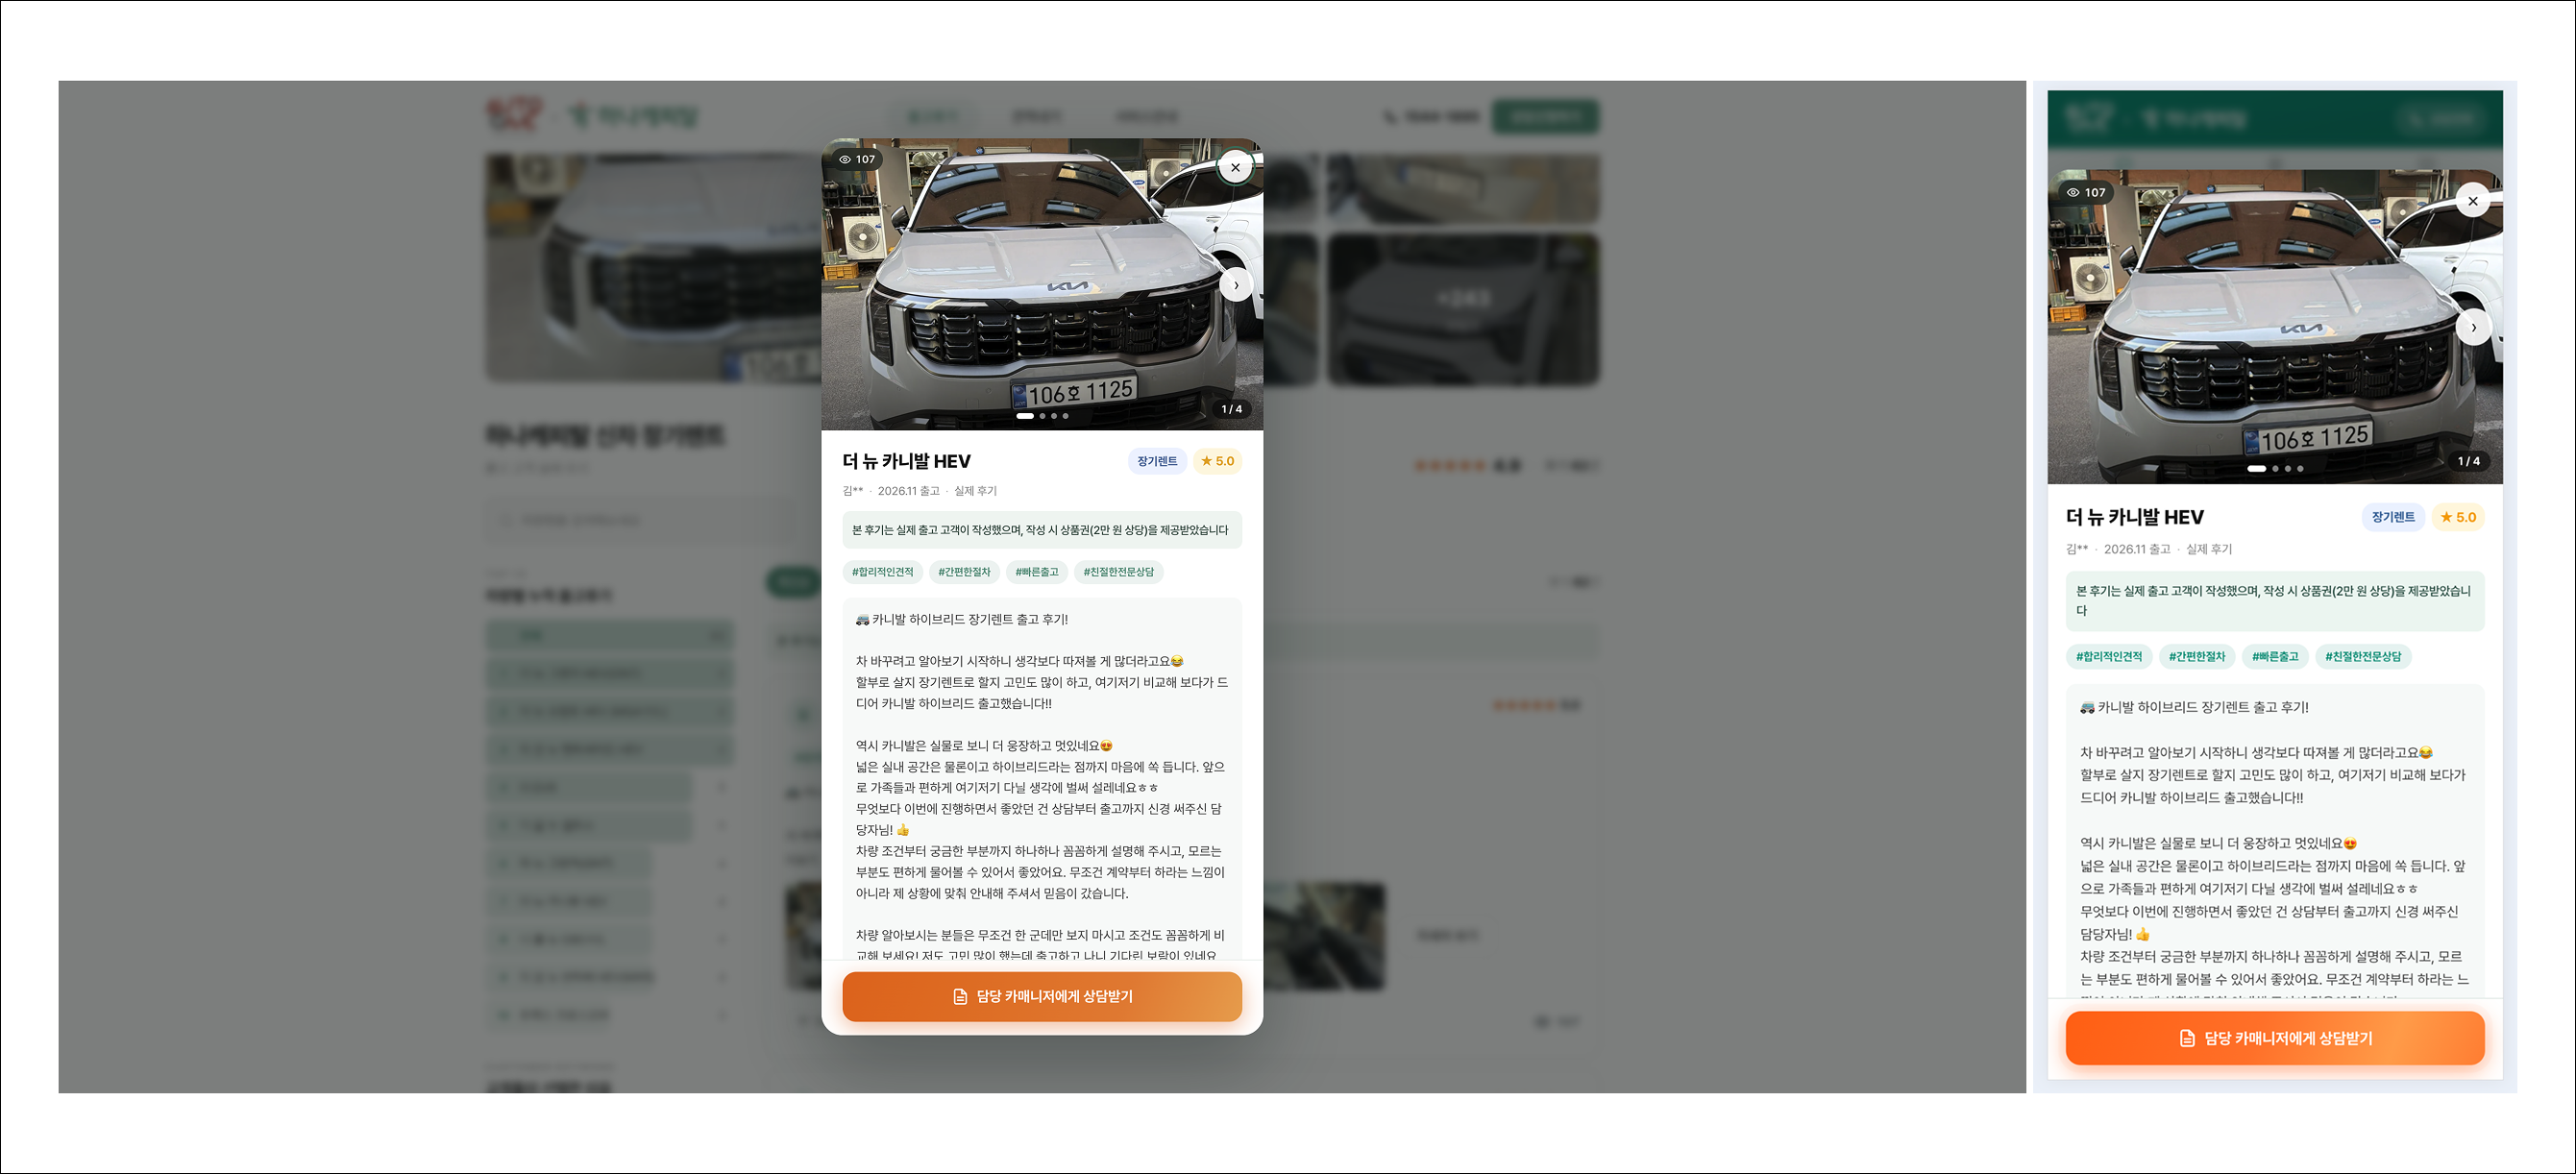 107
×
›
106호 1125
1 / 4
더 뉴 카니발 HEV
장기렌트
★ 5.0
김** · 2026.11 출고 · 실제 후기
본 후기는 실제 출고 고객이 작성했으며, 작성 시 상품권(2만 원 상당)을 제공받았습니다
#합리적인견적
#간편한절차
#빠른출고
#친절한전문상담
🚐 카니발 하이브리드 장기렌트 출고 후기!
차 바꾸려고 알아보기 시작하니 생각보다 따져볼 게 많더라고요😂
할부로 살지 장기렌트로 할지 고민도 많이 하고, 여기저기 비교해 보다가 드
디어 카니발 하이브리드 출고했습니다!!
역시 카니발은 실물로 보니 더 웅장하고 멋있네요😍
넓은 실내 공간은 물론이고 하이브리드라는 점까지 마음에 쏙 듭니다. 앞으
로 가족들과 편하게 여기저기 다닐 생각에 벌써 설레네요ㅎㅎ
무엇보다 이번에 진행하면서 좋았던 건 상담부터 출고까지 신경 써주신 담
당자님! 👍
차량 조건부터 궁금한 부분까지 하나하나 꼼꼼하게 설명해 주시고, 모르는
부분도 편하게 물어볼 수 있어서 좋았어요. 무조건 계약부터 하라는 느낌이
아니라 제 상황에 맞춰 안내해 주셔서 믿음이 갔습니다.
차량 알아보시는 분들은 무조건 한 군데만 보지 마시고 조건도 꼼꼼하게 비
교해 보세요! 저도 고민 많이 했는데 출고하고 나니 기다린 보람이 있네요
담당 카매니저에게 상담받기
+243
107
×
›
106호 1125
1 / 4
더 뉴 카니발 HEV
장기렌트
★ 5.0
김** · 2026.11 출고 · 실제 후기
본 후기는 실제 출고 고객이 작성했으며, 작성 시 상품권(2만 원 상당)을 제공받았습니
다
#합리적인견적
#간편한절차
#빠른출고
#친절한전문상담
🚐 카니발 하이브리드 장기렌트 출고 후기!
차 바꾸려고 알아보기 시작하니 생각보다 따져볼 게 많더라고요😂
할부로 살지 장기렌트로 할지 고민도 많이 하고, 여기저기 비교해 보다가
드디어 카니발 하이브리드 출고했습니다!!
역시 카니발은 실물로 보니 더 웅장하고 멋있네요😍
넓은 실내 공간은 물론이고 하이브리드라는 점까지 마음에 쏙 듭니다. 앞
으로 가족들과 편하게 여기저기 다닐 생각에 벌써 설레네요ㅎㅎ
무엇보다 이번에 진행하면서 좋았던 건 상담부터 출고까지 신경 써주신
담당자님! 👍
차량 조건부터 궁금한 부분까지 하나하나 꼼꼼하게 설명해 주시고, 모르
는 부분도 편하게 물어볼 수 있어서 좋았어요. 무조건 계약부터 하라는 느
담당 카매니저에게 상담받기